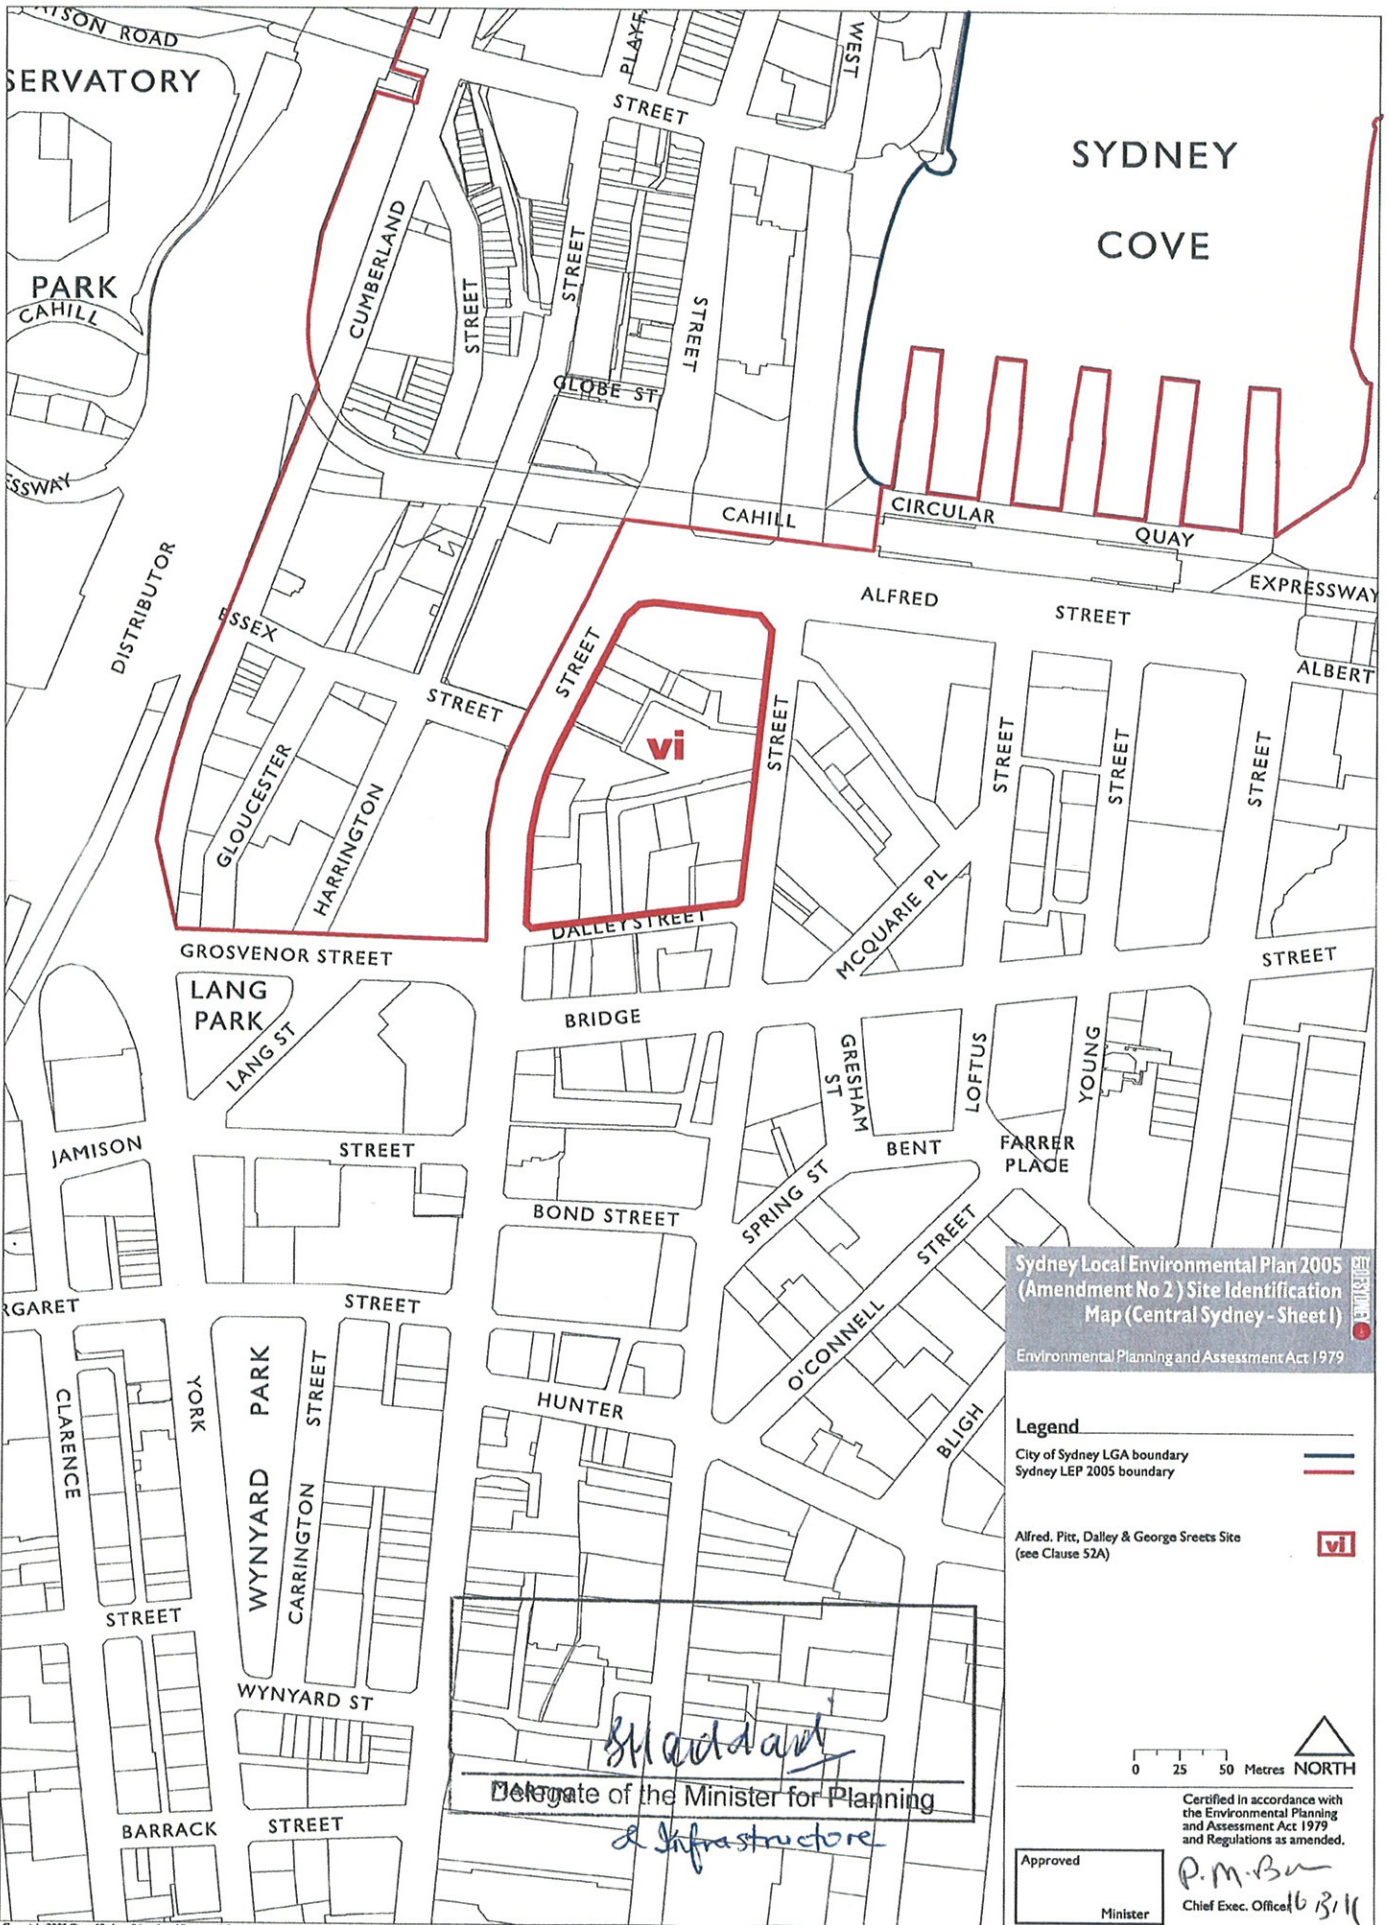 SERVATORY
PARK
CAHILL
ESSWAY
DISTRIBUTOR
ROAD
CUMBERLAND
STREET
STREET
STREET
STREET
WEST
GLOBE ST
SYDNEY
COVE
CAHILL
CIRCULAR
QUAY
EXPRESSWAY
ALFRED
STREET
ALBERT
ESSEX
STREET
STREET
STREET
STREET
STREET
STREET
vi
GLOUCESTER
HARRINGTON
MCQUARIE PL
DALLEY STREET
GROSVENOR STREET
STREET
LANG
PARK
LANG ST
BRIDGE
GRESHAM
ST
LOFTUS
YOUNG
JAMISON
STREET
BENT
FARRER
PLACE
SPRING ST
BOND STREET
STREET
O'CONNELL
RGARET
STREET
HUNTER
BLIGH
CLARENCE
YORK
WYNYARD PARK
CARRINGTON STREET
STREET
WYNYARD ST
BARRACK
STREET
Sydney Local Environmental Plan 2005
(Amendment No 2) Site Identification
Map (Central Sydney - Sheet 1)
Environmental Planning and Assessment Act 1979
CITY OF SYDNEY
Legend
City of Sydney LGA boundary
Sydney LEP 2005 boundary
Alfred. Pitt, Dalley & George Sreets Site
(see Clause 52A)
vi
0 25 50 Metres NORTH
Certified in accordance with
the Environmental Planning
and Assessment Act 1979
and Regulations as amended.
Approved
Minister
Chief Exec. Officer
BHaddad
Delegate of the Minister for Planning
& Infrastructure